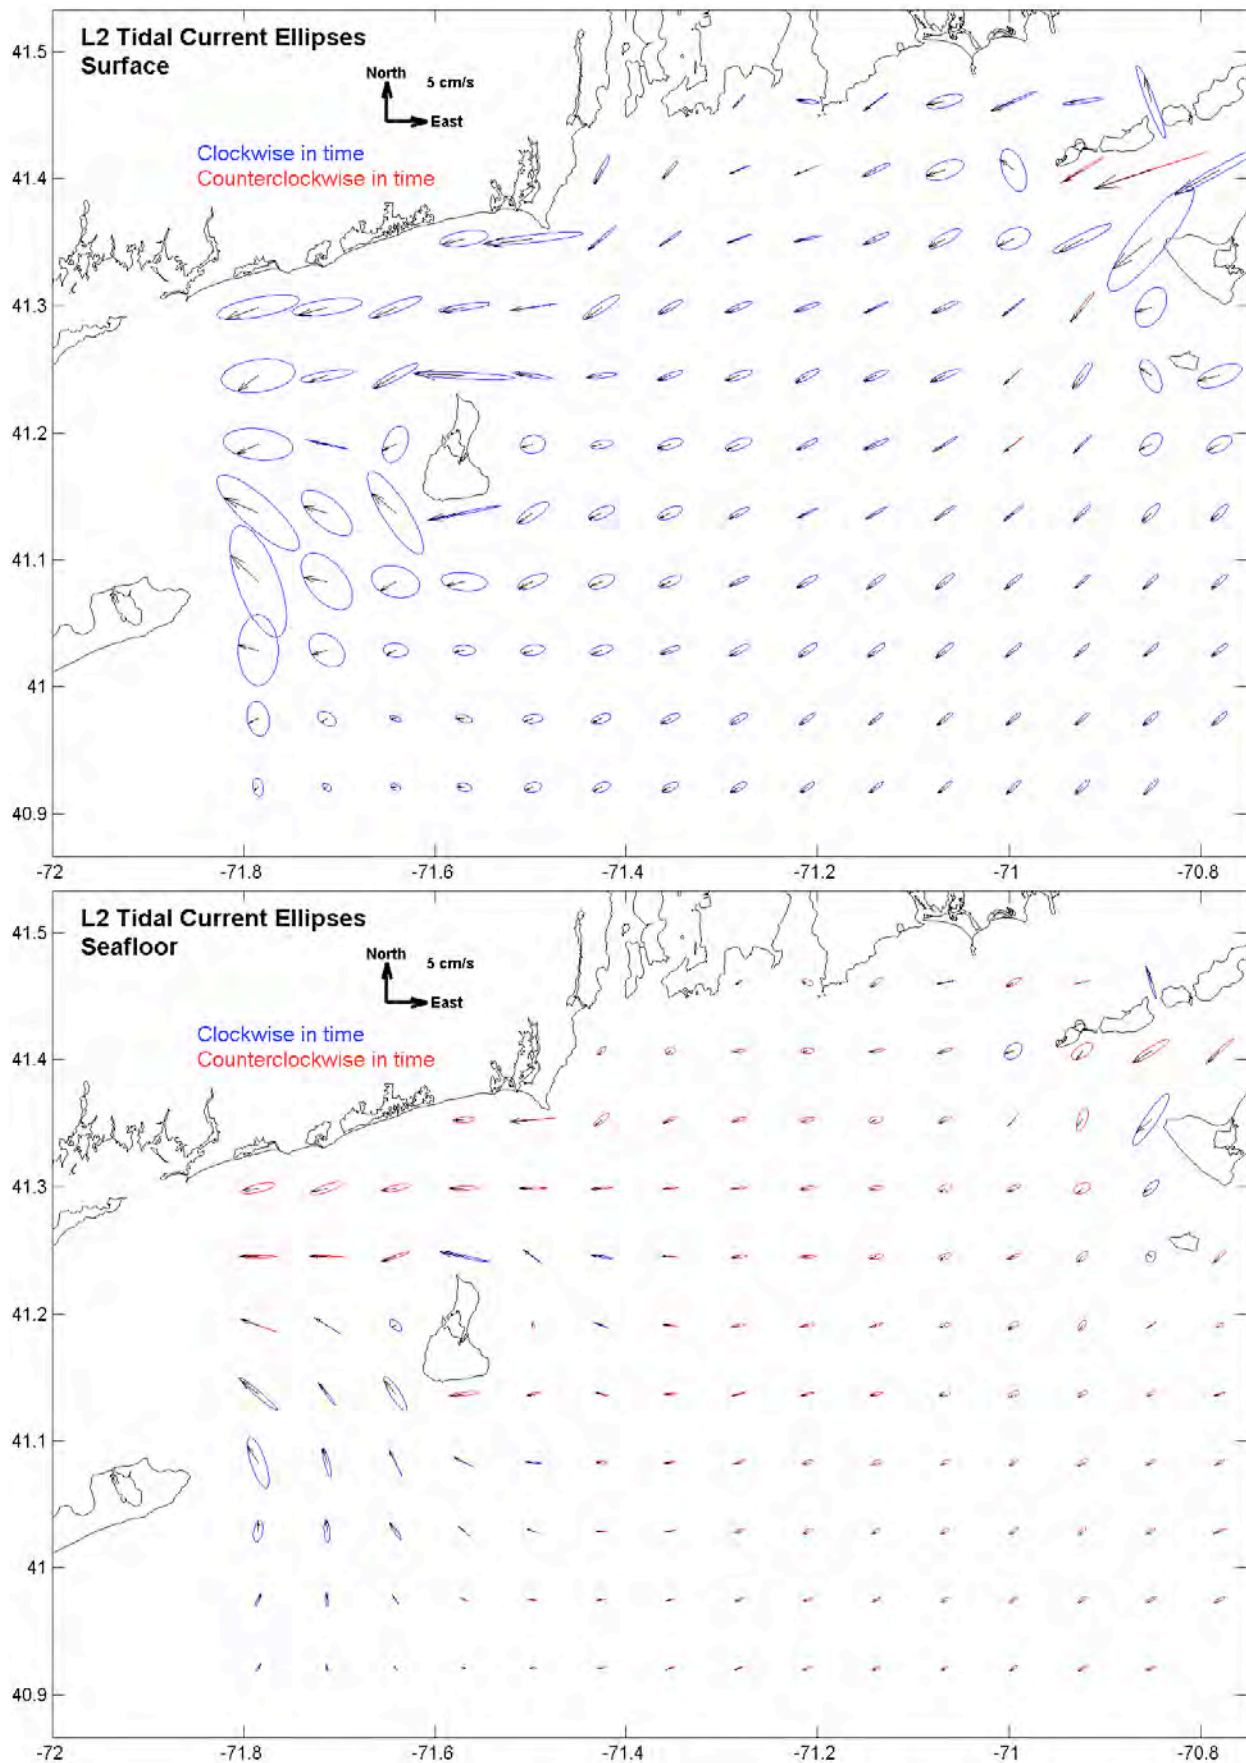 L2 Tidal Current Ellipses
Surface
North
5 cm/s
East
Clockwise in time
Counterclockwise in time
41.5
41.4
41.3
41.2
41.1
41
40.9
-72
-71.8
-71.6
-71.4
-71.2
-71
-70.8
L2 Tidal Current Ellipses
Seafloor
North
5 cm/s
East
Clockwise in time
Counterclockwise in time
41.5
41.4
41.3
41.2
41.1
41
40.9
-72
-71.8
-71.6
-71.4
-71.2
-71
-70.8